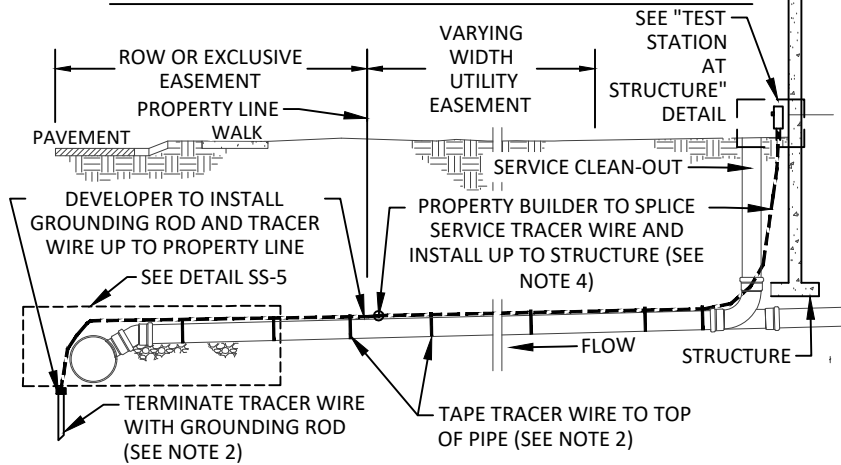 SEE "TEST
STATION
AT
STRUCTURE"
DETAIL
VARYING
WIDTH
UTILITY
EASEMENT
ROW OR EXCLUSIVE
EASEMENT
PROPERTY LINE
WALK
PAVEMENT
SERVICE CLEAN-OUT
DEVELOPER TO INSTALL
GROUNDING ROD AND TRACER
WIRE UP TO PROPERTY LINE
PROPERTY BUILDER TO SPLICE
SERVICE TRACER WIRE AND
INSTALL UP TO STRUCTURE (SEE
NOTE 4)
SEE DETAIL SS-5
FLOW
STRUCTURE
TERMINATE TRACER WIRE
WITH GROUNDING ROD
(SEE NOTE 2)
TAPE TRACER WIRE TO TOP
OF PIPE (SEE NOTE 2)